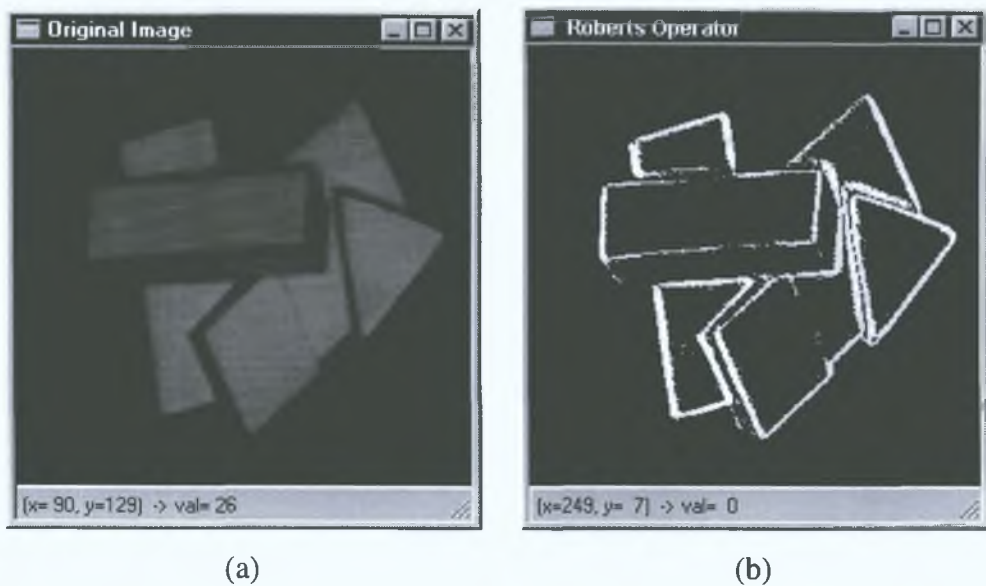 Original Image
Roberts Operator
(x= 90, y=129) -> val= 26
(x=249, y= 7) -> val= 0
(a)
(b)